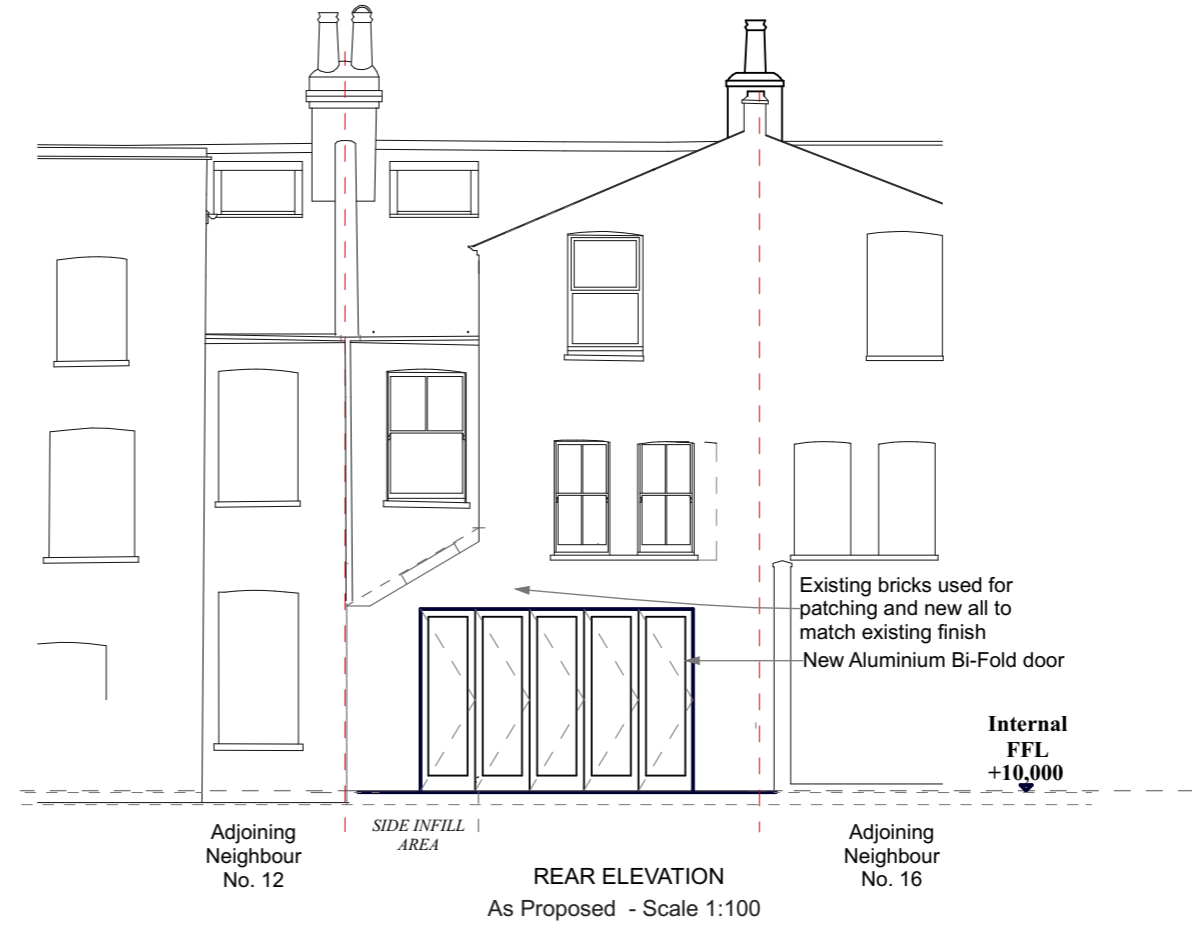 Existing bricks used for
patching and new all to
match existing finish
New Aluminium Bi-Fold door
Internal
FFL
+10,000
Adjoining
Neighbour
No. 12
SIDE INFILL
AREA
Adjoining
Neighbour
No. 16
REAR ELEVATION
As Proposed - Scale 1:100